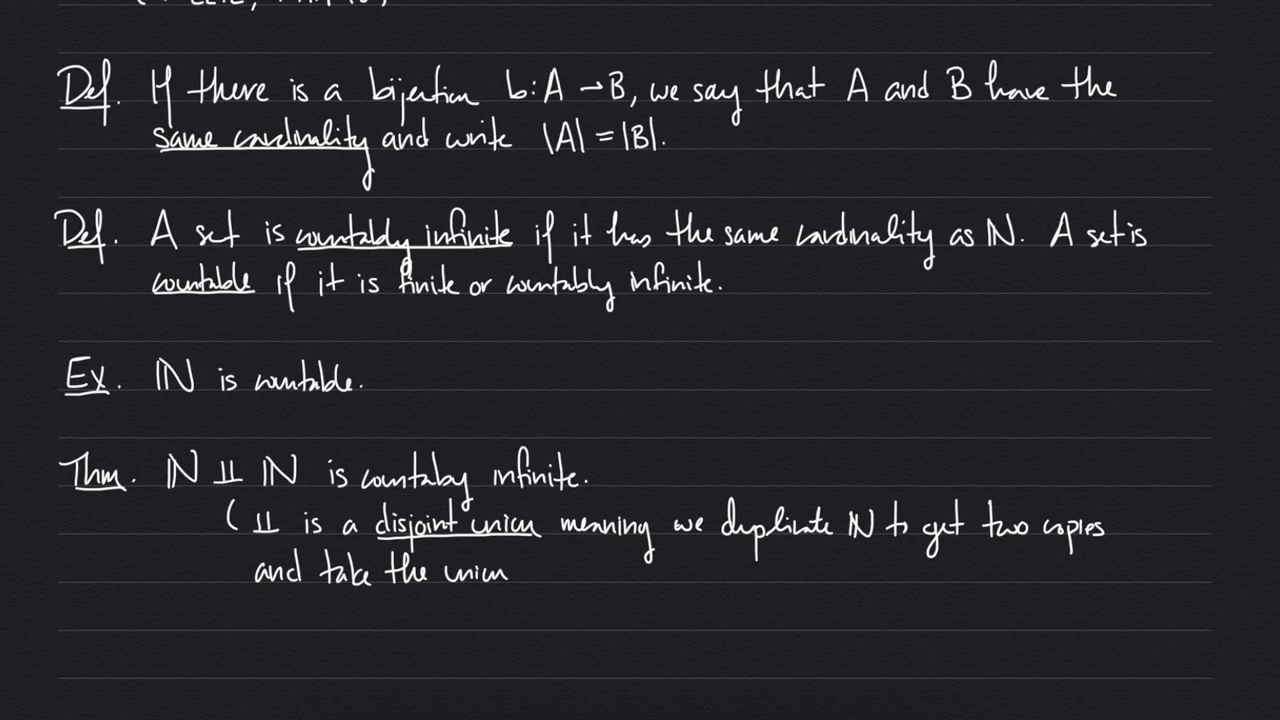 Def. If there is a bijection b: A → B, we say that A and B have the
same cardinality and write |A| = |B|.
Def. A set is countably infinite if it has the same cardinality as ℕ. A set is
countable if it is finite or countably infinite.
Ex. ℕ is countable.
Thm. ℕ ⨿ ℕ is countaby infinite.
( ⨿ is a disjoint union meaning we duplicate ℕ to get two copies
and take the union